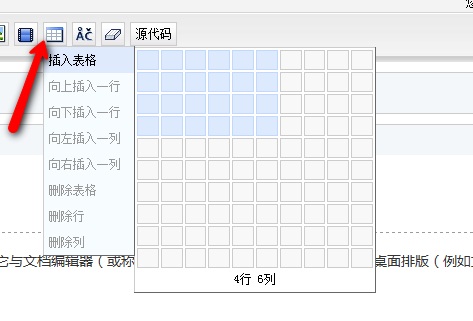 源代码
插入表格
向上插入一行
向下插入一行
向左插入一列
向右插入一列
删除表格
删除行
删除列
4行 6列
它与文档编辑器（或称
桌面排版（例如